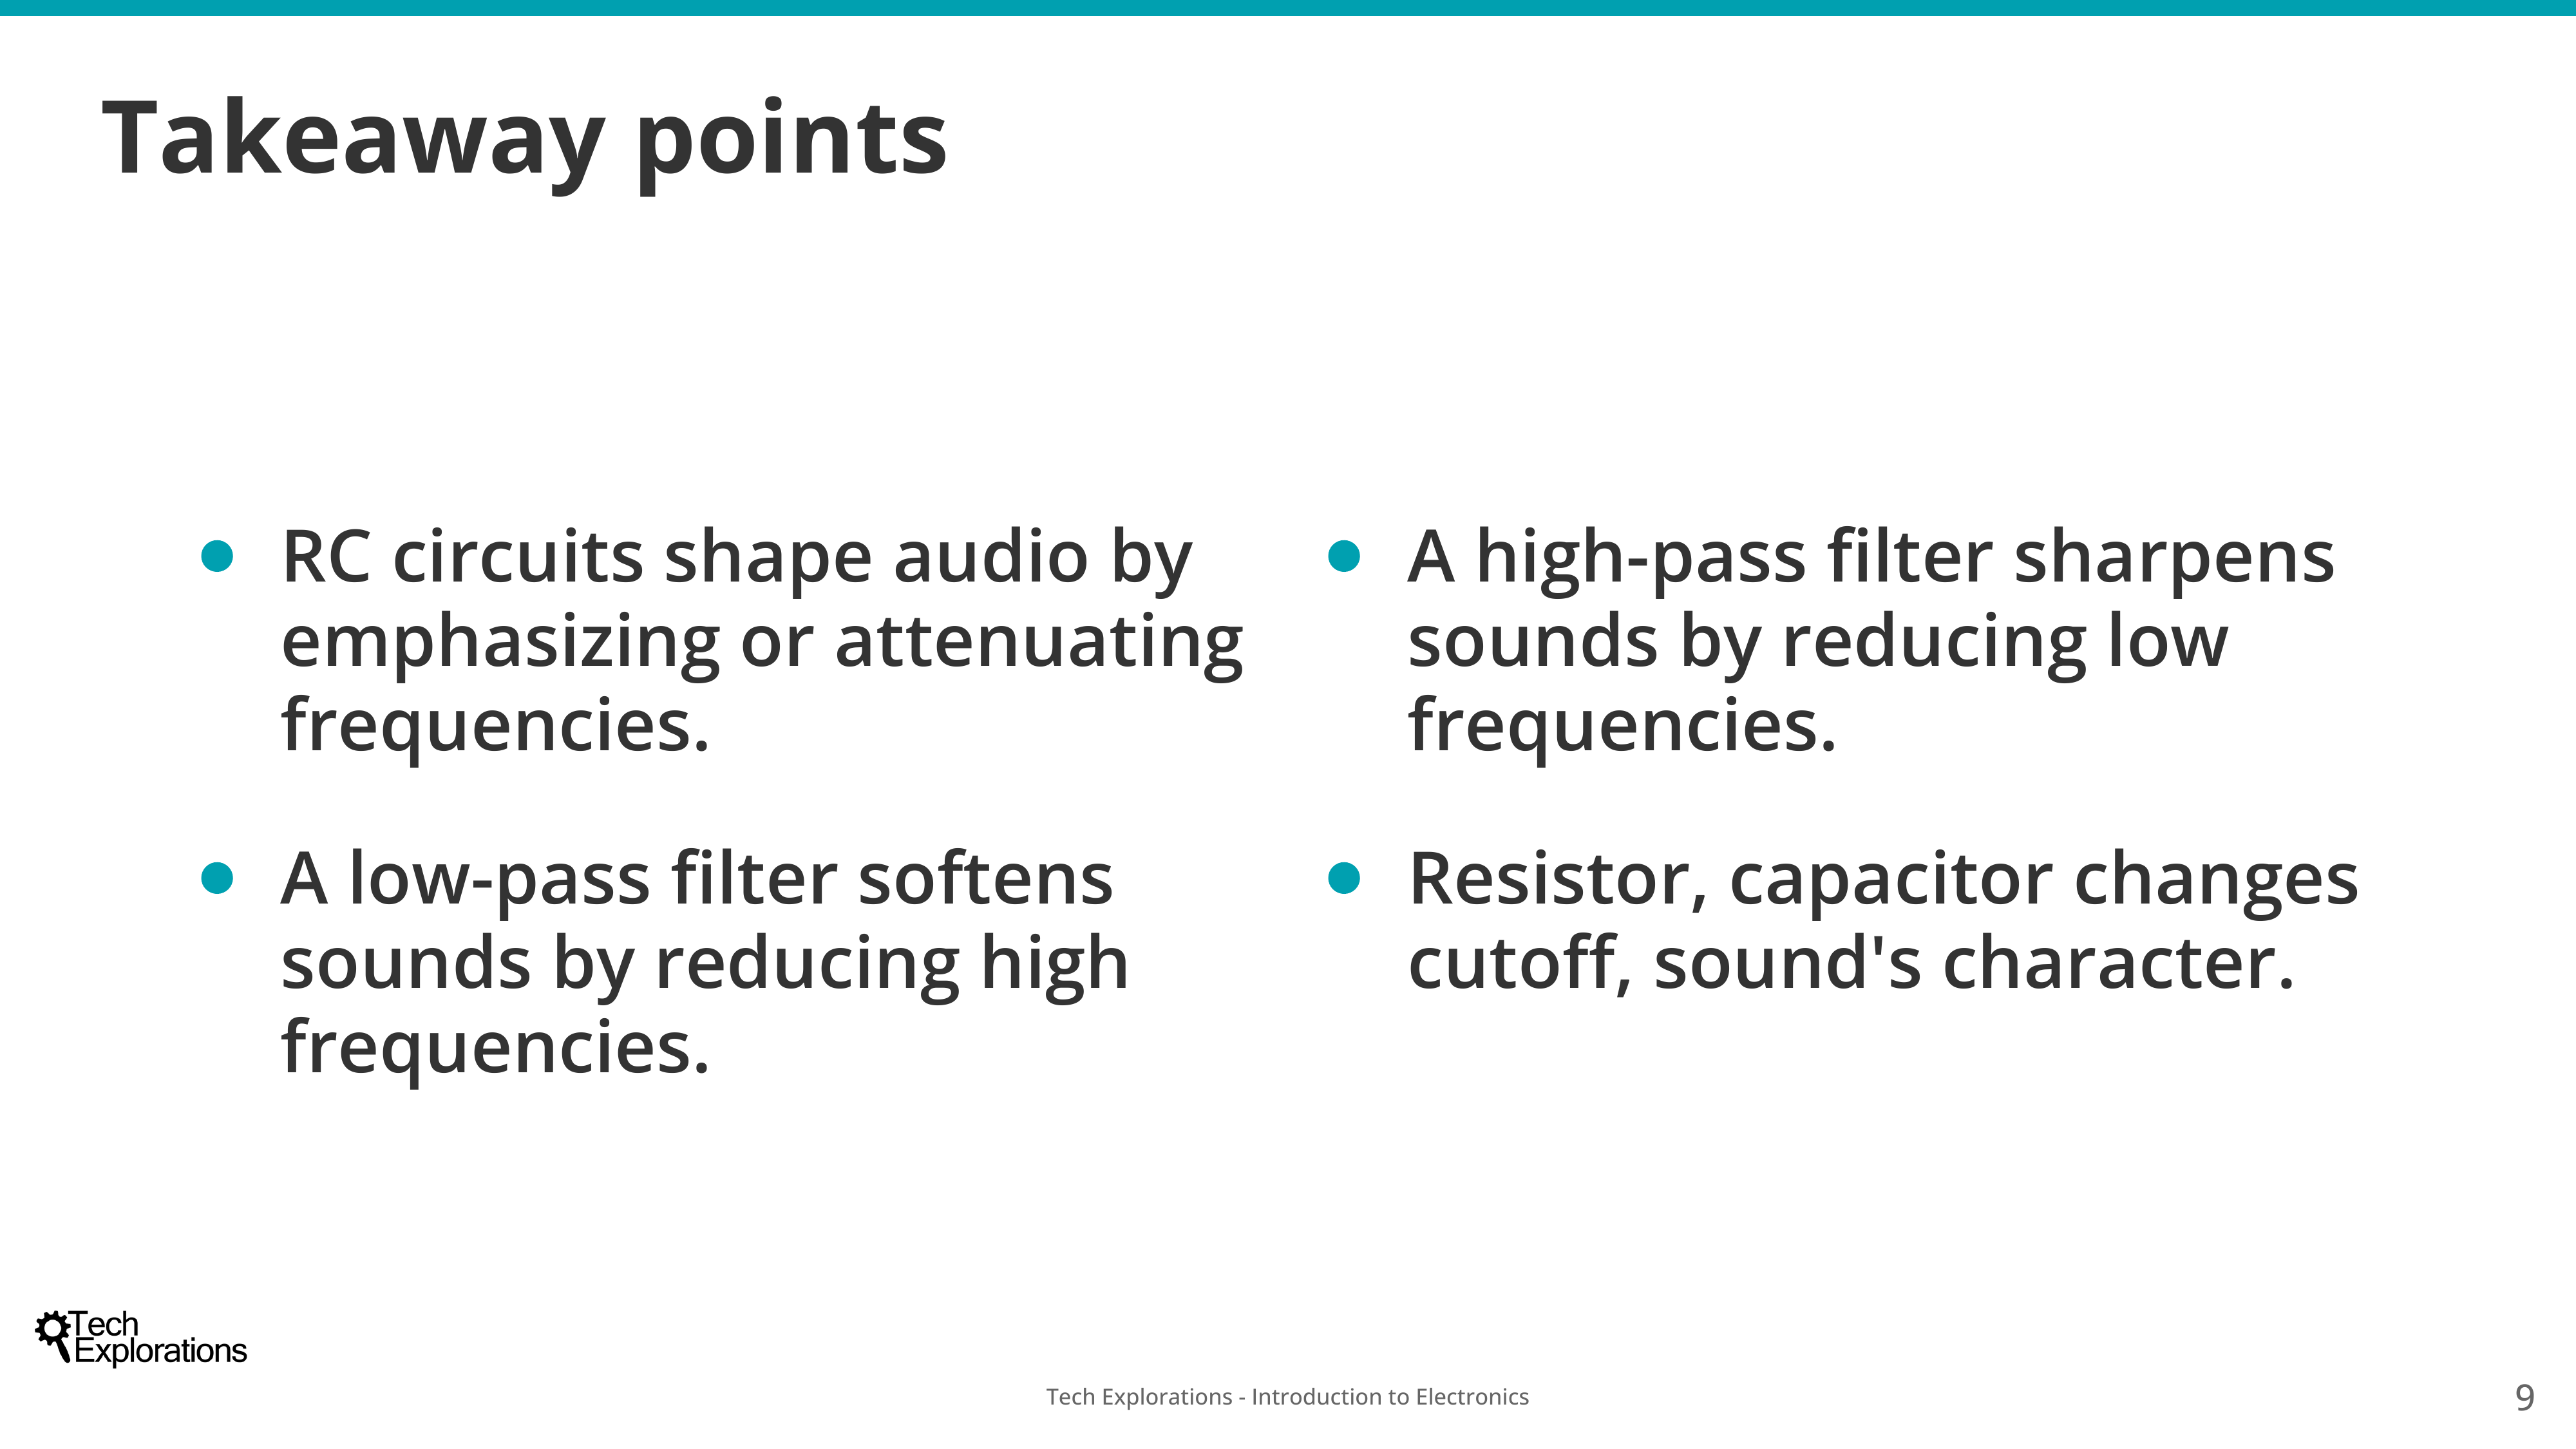 Takeaway points
RC circuits shape audio by
emphasizing or attenuating
frequencies.
A low-pass filter softens
sounds by reducing high
frequencies.
A high-pass filter sharpens
sounds by reducing low
frequencies.
Resistor, capacitor changes
cutoff, sound's character.
Tech
Explorations
Tech Explorations - Introduction to Electronics
9